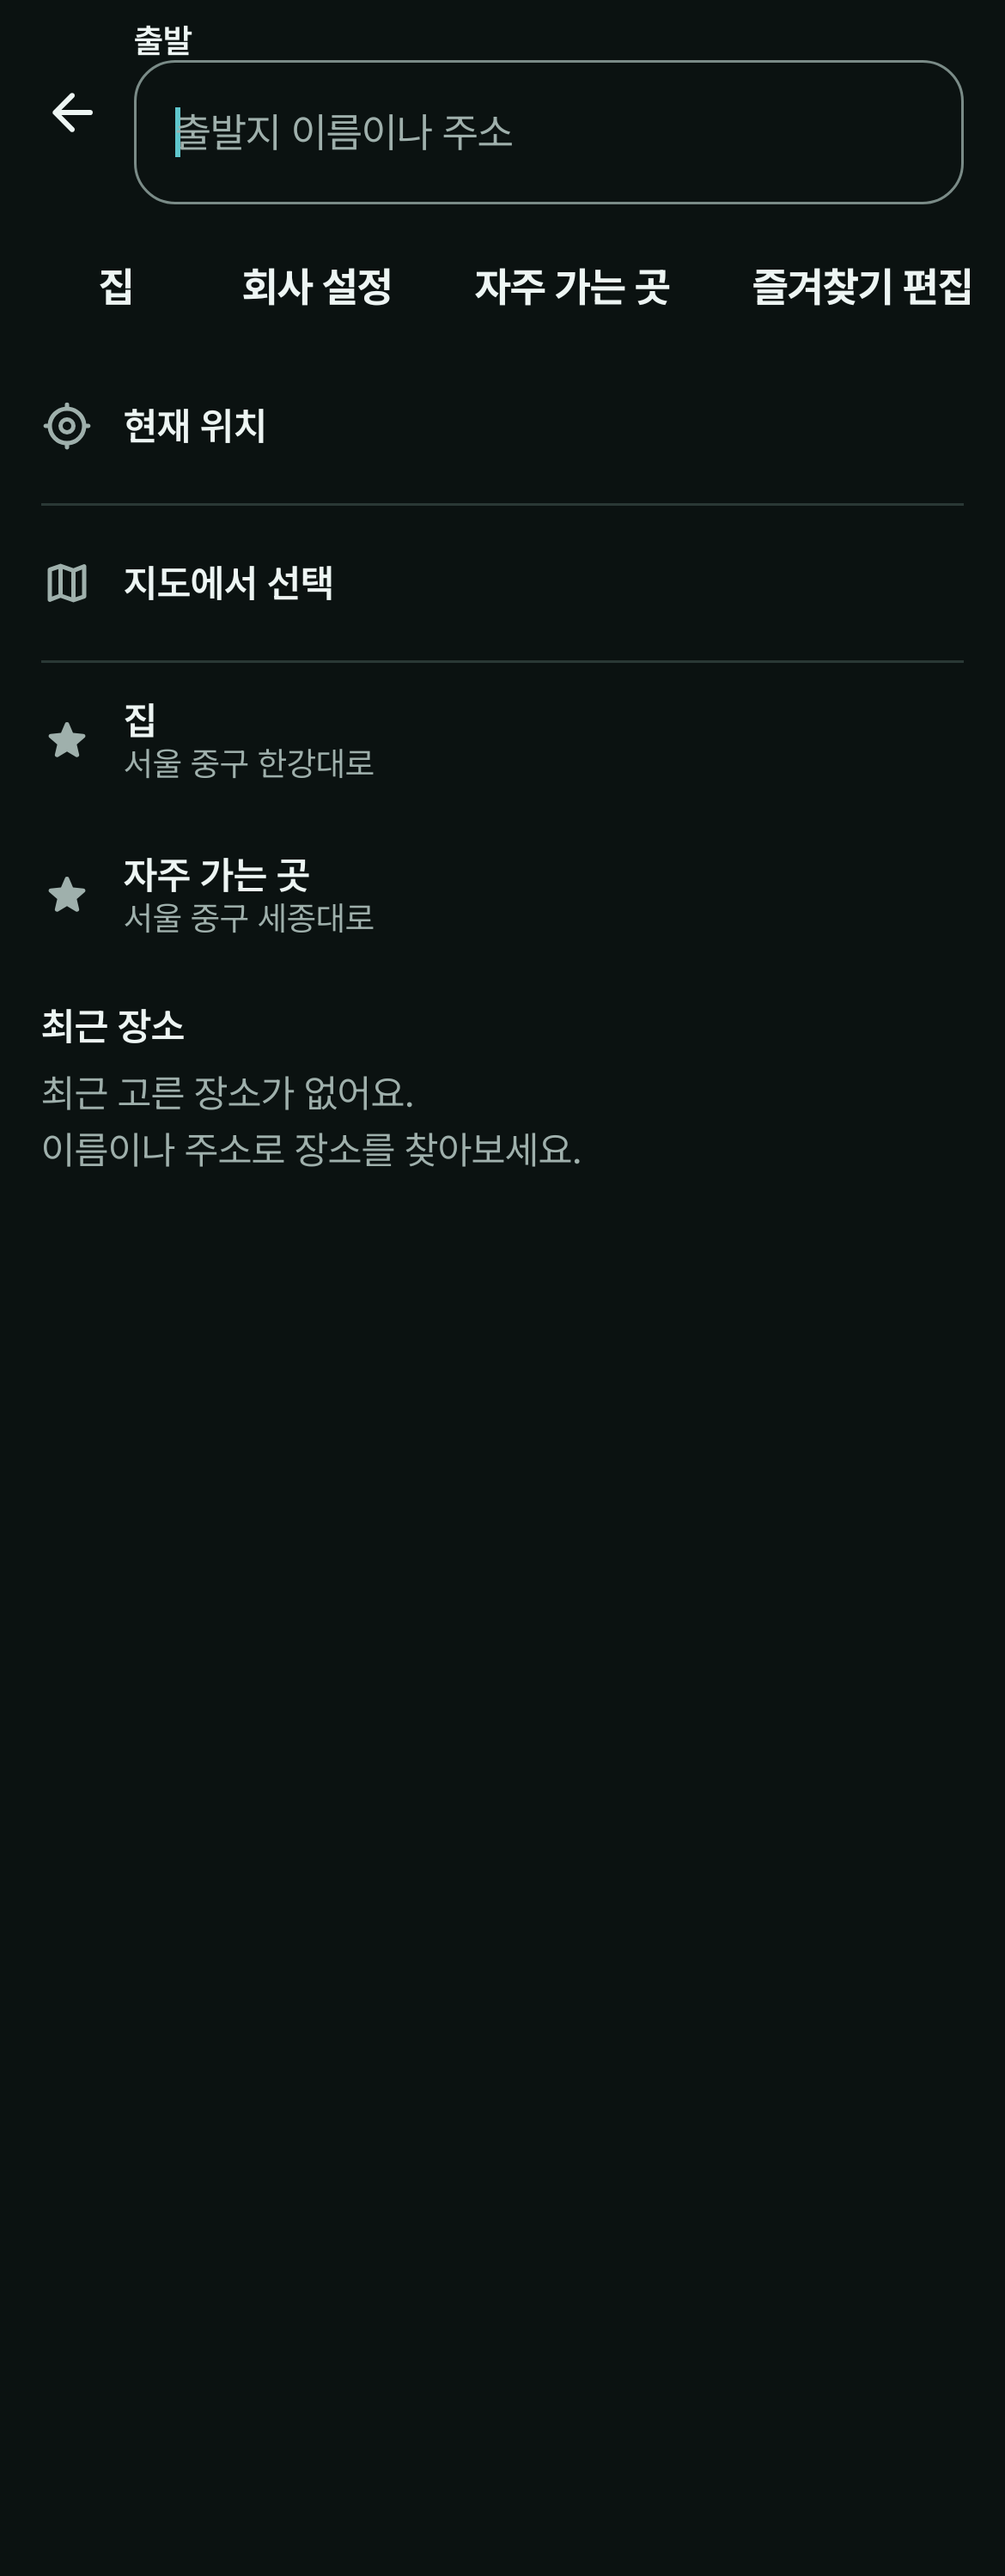 출발
출발지 이름이나 주소
집 회사 설정 자주 가는 곳 즐겨찾기 편집
현재 위치
지도에서 선택
집
서울 중구 한강대로
자주 가는 곳
서울 중구 세종대로
최근 장소
최근 고른 장소가 없어요.
이름이나 주소로 장소를 찾아보세요.